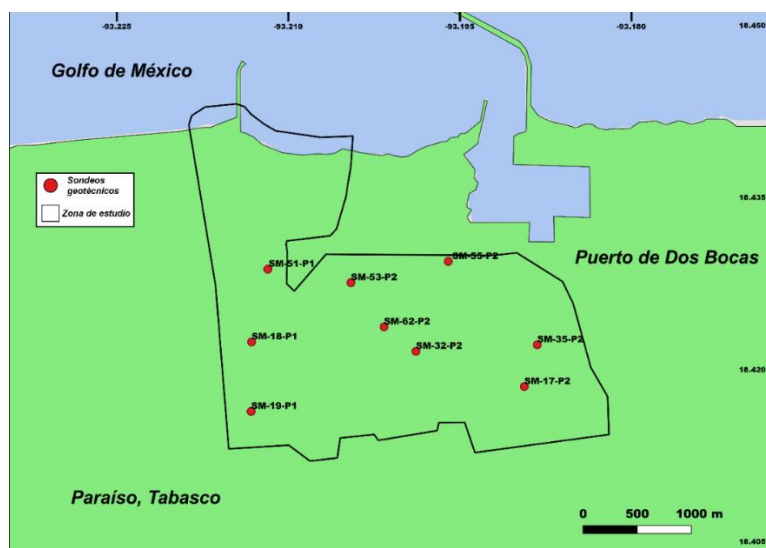 -93.225
-93.210
-93.195
-93.180
18.450
Golfo de México
Sondeos
geotécnicos
Zona de estudio
18.435
Puerto de Dos Bocas
SM-51-P1
SM-55-P2
SM-53-P2
SM-62-P2
SM-18-P1
SM-32-P2
SM-35-P2
18.420
SM-17-P2
SM-19-P1
Paraíso, Tabasco
0 500 1000 m
18.405